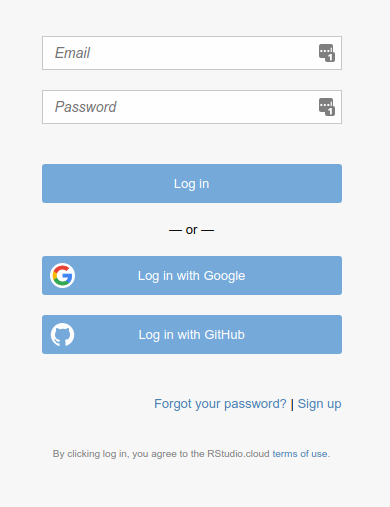 Email
Password
Log in
— or —
Log in with Google
Log in with GitHub
Forgot your password? | Sign up
By clicking log in, you agree to the RStudio.cloud terms of use.